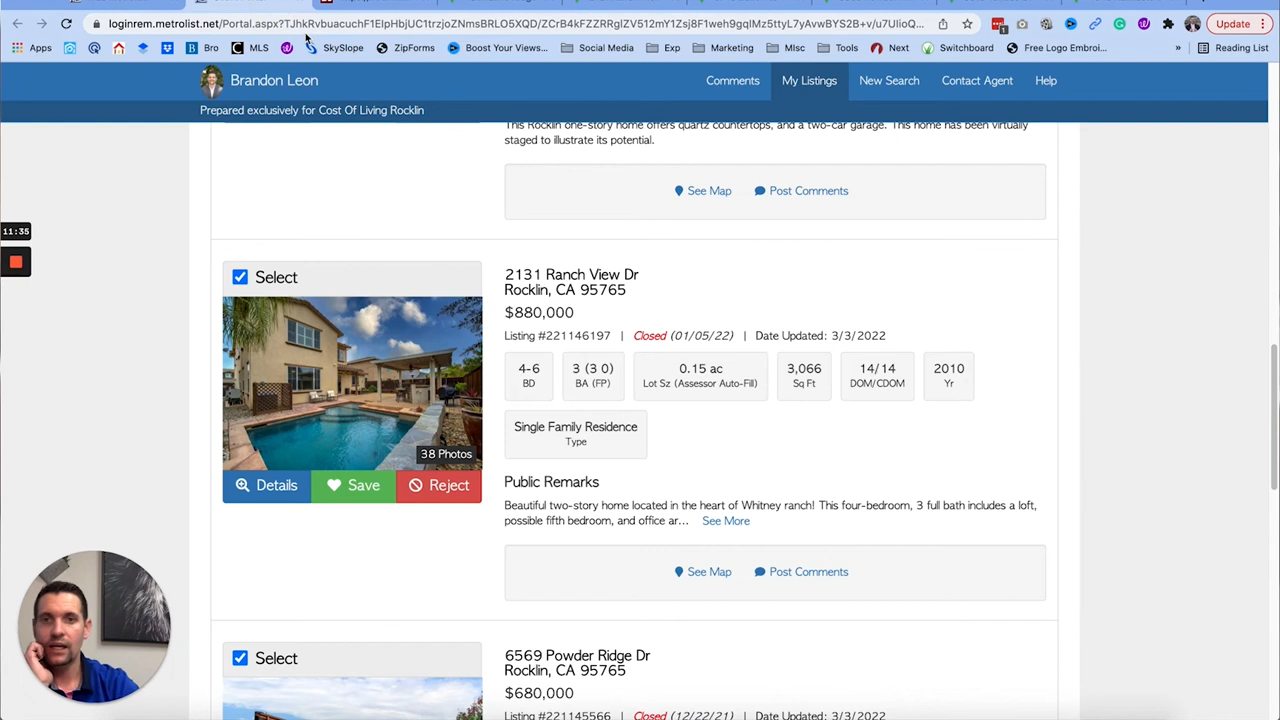 loginrem.metrolist.net/Portal.aspx?TJhkRvbuacuchF1ElpHbjUC1trzjoZNmsBRLO5XQD/ZCrB4kFZZRRglZV512mY1Zsj8F1weh9gqlMz5ttyL7yAvwBYS2B+v/u7UlioQ...
Update
Apps
Bro
MLS
SkySlope
ZipForms
Boost Your Views...
Social Media
Exp
Marketing
MIsc
Tools
Next
Switchboard
Free Logo Embroi...
»
Reading List
Brandon Leon
Comments
My Listings
New Search
Contact Agent
Help
Prepared exclusively for Cost Of Living Rocklin
This Rocklin one-story home offers quartz countertops, and a two-car garage. This home has been virtually
staged to illustrate its potential.
See Map
Post Comments
11:35
Select
2131 Ranch View Dr
Rocklin, CA 95765
$880,000
Listing #221146197 | Closed (01/05/22) | Date Updated: 3/3/2022
4-6
BD
3 (3 0)
BA (FP)
0.15 ac
Lot Sz (Assessor Auto-Fill)
3,066
Sq Ft
14/14
DOM/CDOM
2010
Yr
Single Family Residence
Type
38 Photos
Details
Save
Reject
Public Remarks
Beautiful two-story home located in the heart of Whitney ranch! This four-bedroom, 3 full bath includes a loft,
possible fifth bedroom, and office ar... See More
See Map
Post Comments
Select
6569 Powder Ridge Dr
Rocklin, CA 95765
$680,000
Listing #221145566 | Closed (12/22/21) | Date Updated: 3/3/2022